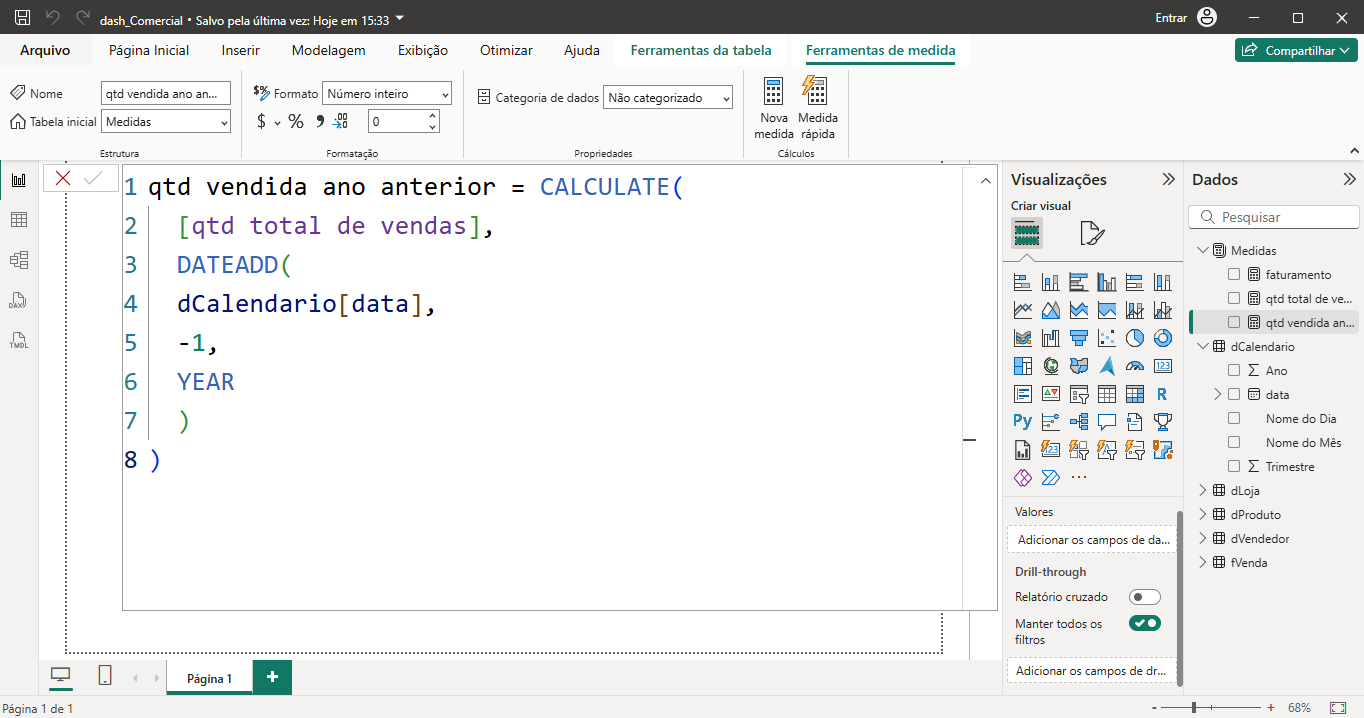 dash_Comercial • Salvo pela última vez: Hoje em 15:33
Entrar
Arquivo Página Inicial Inserir Modelagem Exibição Otimizar Ajuda Ferramentas da tabela Ferramentas de medida Compartilhar
Nome qtd vendida ano an...
Tabela inicial Medidas
Estrutura
$% Formato Número inteiro
$ % 0
Formatação
Categoria de dados Não categorizado
Propriedades
Nova medida
Medida rápida
Cálculos
1 qtd vendida ano anterior = CALCULATE(
2 [qtd total de vendas],
3 DATEADD(
4 dCalendario[data],
5 -1,
6 YEAR
7 )
8 )
DAX
TMDL
Visualizações
Criar visual
123
R
Py
123
...
Valores
Adicionar os campos de da...
Drill-through
Relatório cruzado
Manter todos os
filtros
Adicionar os campos de dr...
Dados
Pesquisar
Medidas
faturamento
qtd total de ve...
qtd vendida an...
dCalendario
Ano
data
Nome do Dia
Nome do Mês
Trimestre
dLoja
dProduto
dVendedor
fVenda
Página 1
+
Página 1 de 1
- + 68%